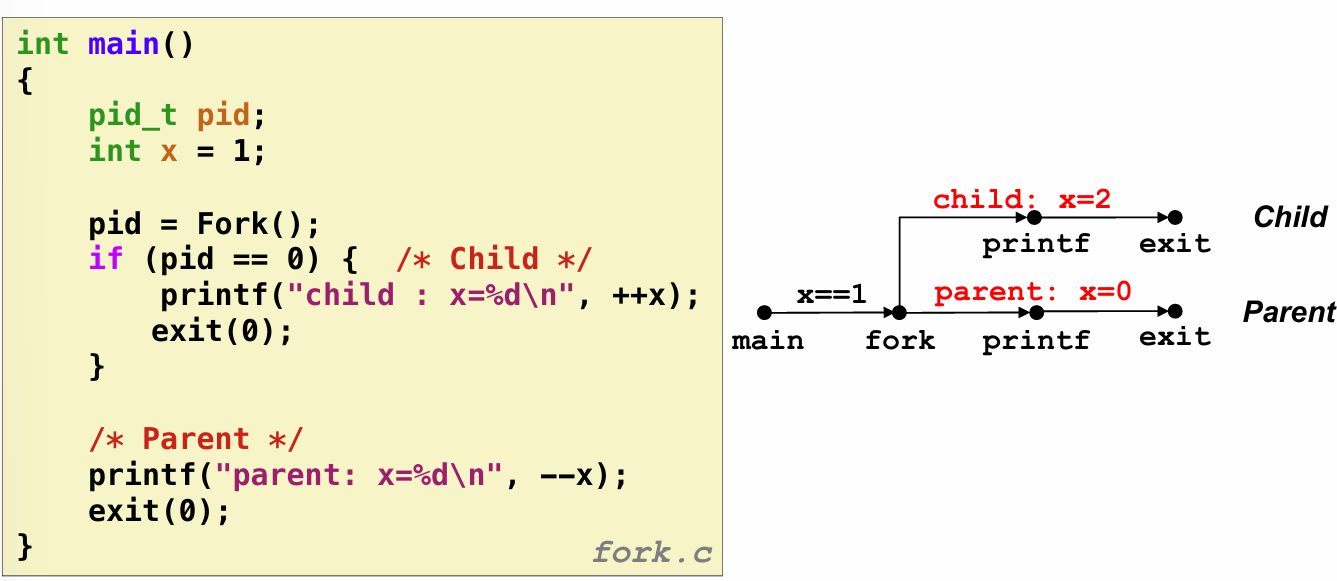 int main()
{
    pid_t pid;
    int x = 1;

    pid = Fork();
    if (pid == 0) {  /* Child */
        printf("child : x=%d\n", ++x);
        exit(0);
    }

    /* Parent */
    printf("parent: x=%d\n", --x);
    exit(0);
}
fork.c
child: x=2
Child
printf exit
x==1
parent: x=0
Parent
main fork printf exit